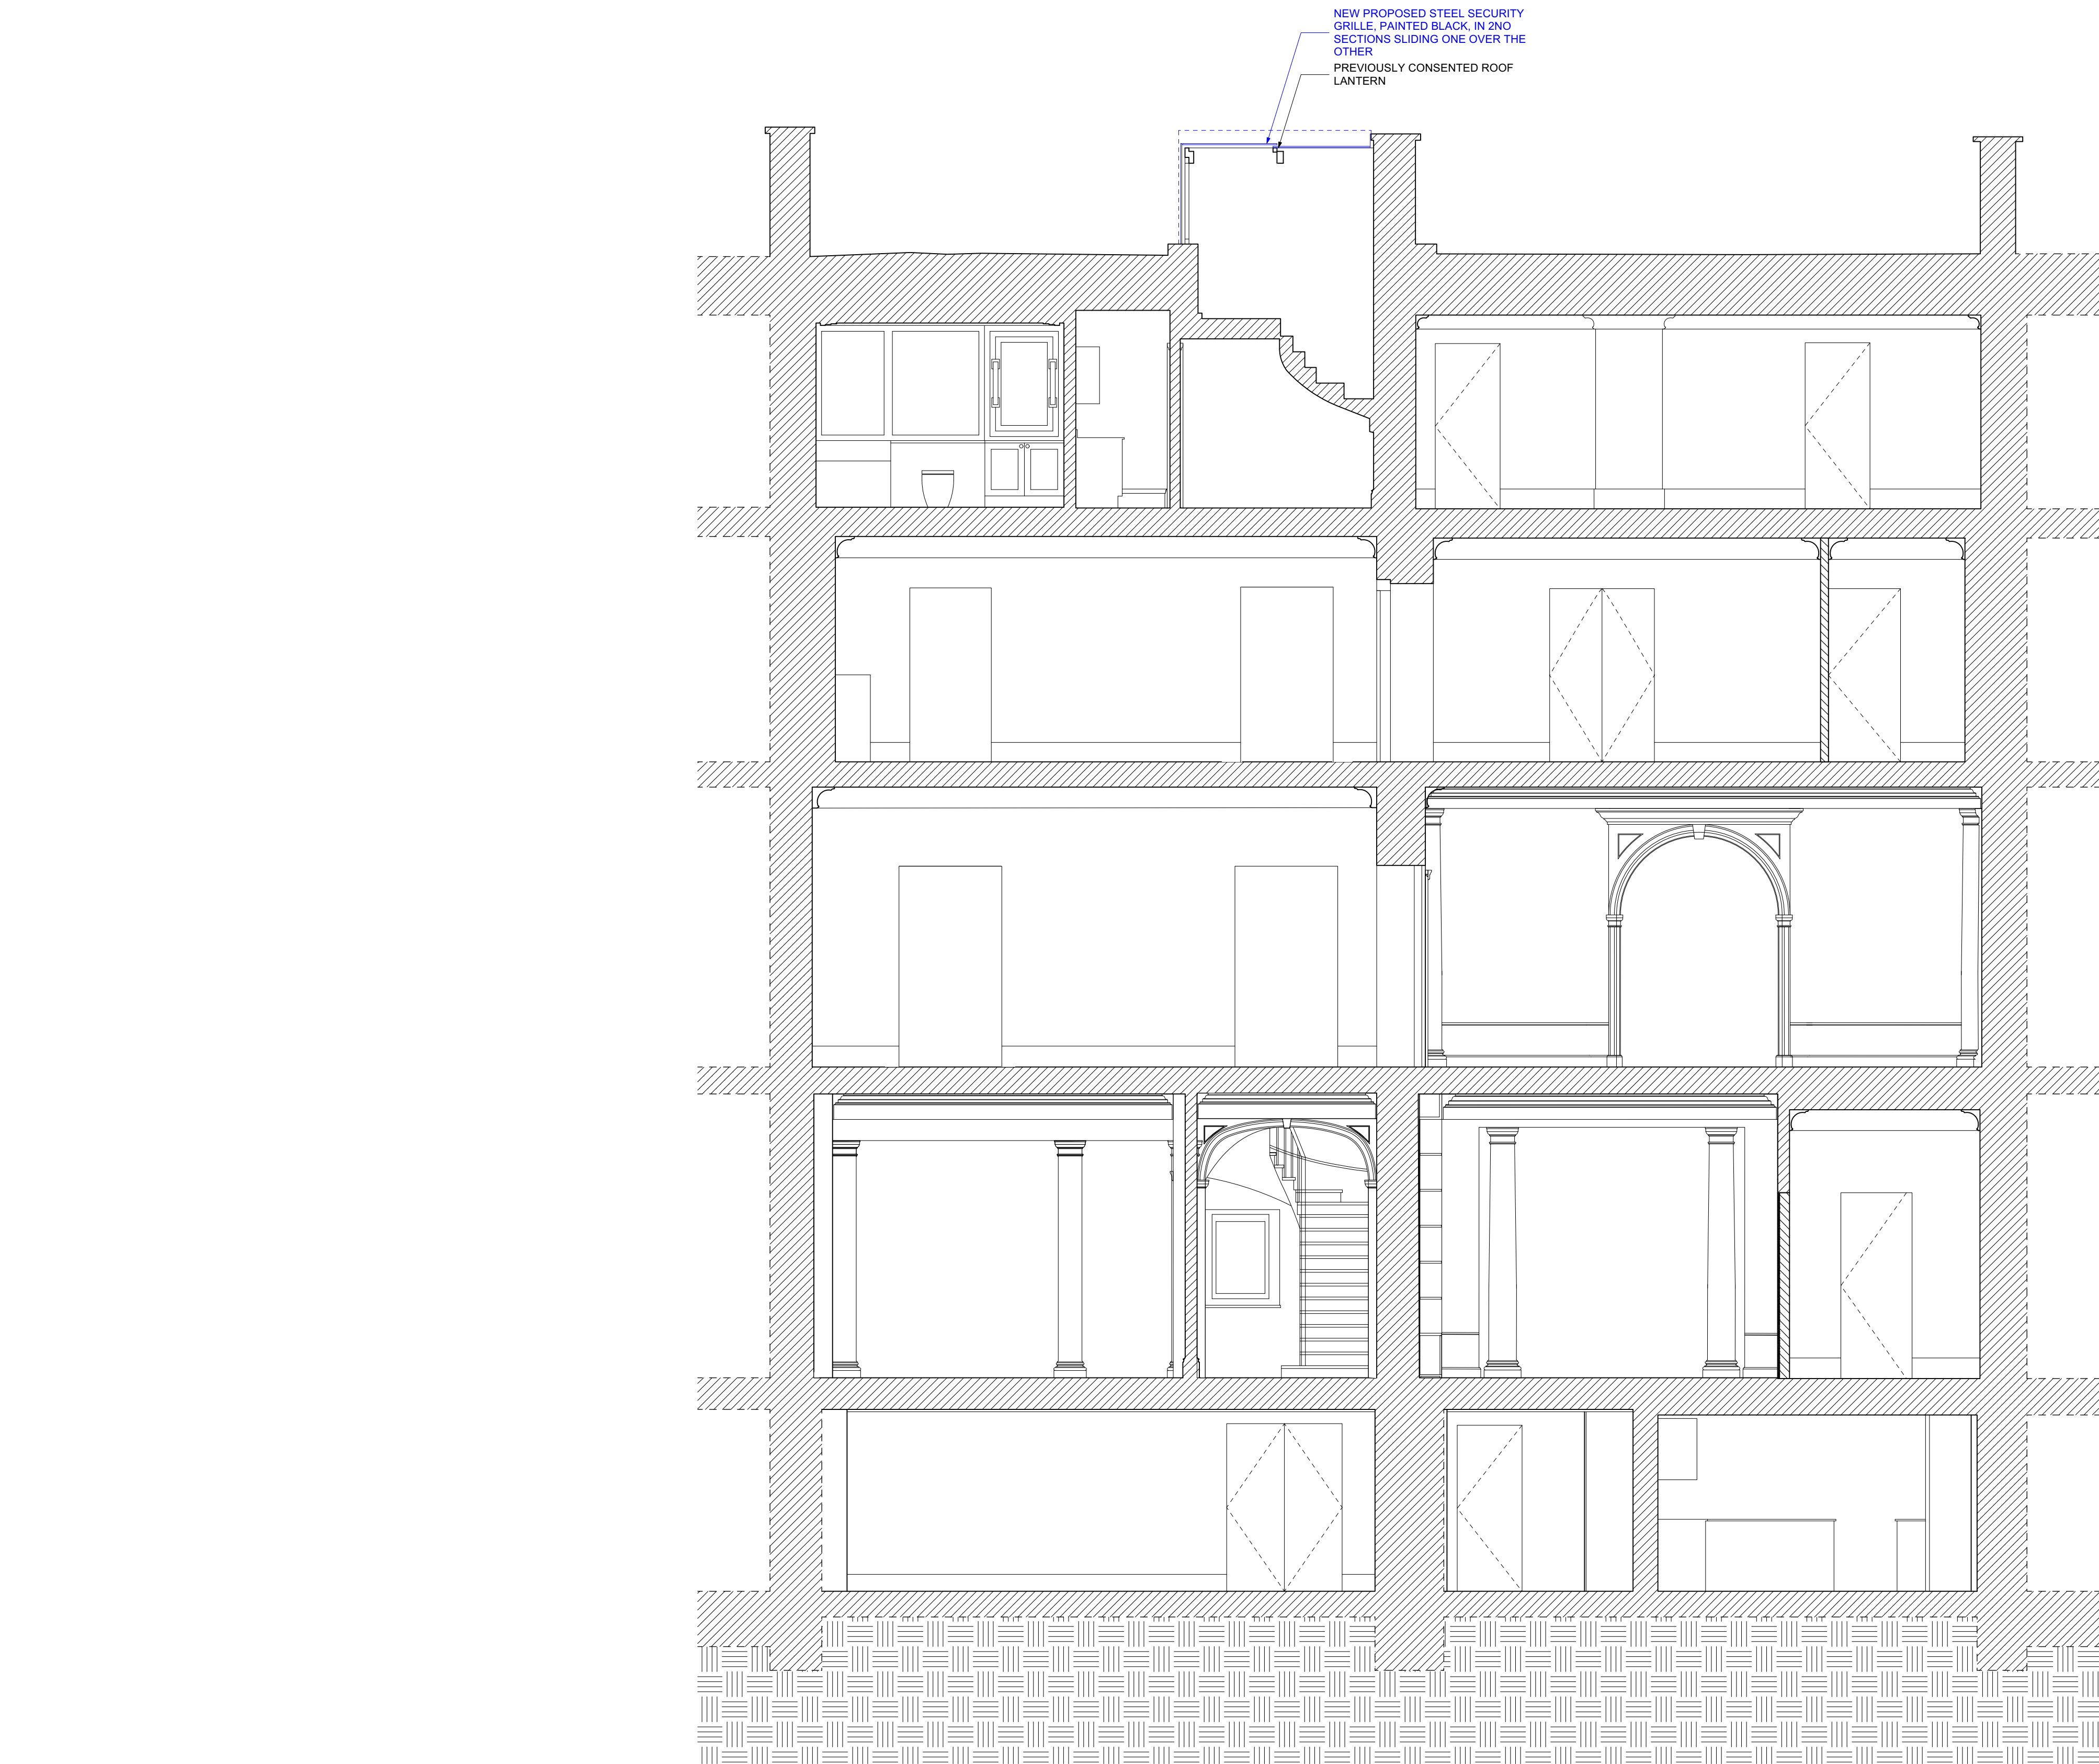 NEW PROPOSED STEEL SECURITY
GRILLE, PAINTED BLACK, IN 2NO
SECTIONS SLIDING ONE OVER THE
OTHER
PREVIOUSLY CONSENTED ROOF
LANTERN